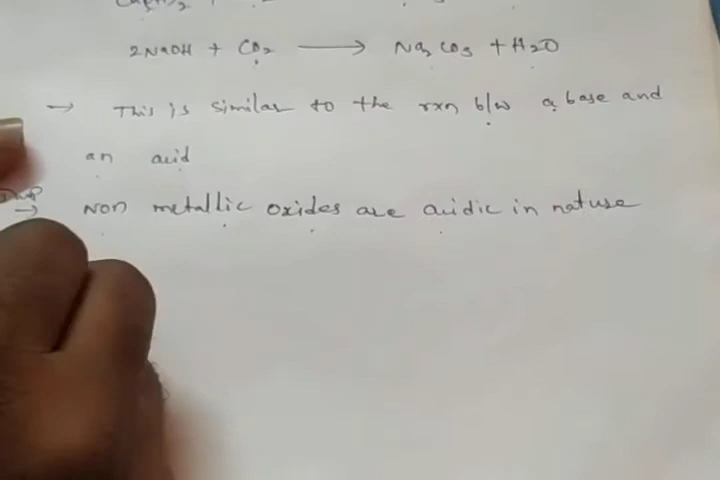 2NaOH + CO2 ⟶ Na2CO3 + H2O
→ This is similar to the rxn b/w a base and
an acid
→ Non metallic oxides are acidic in nature